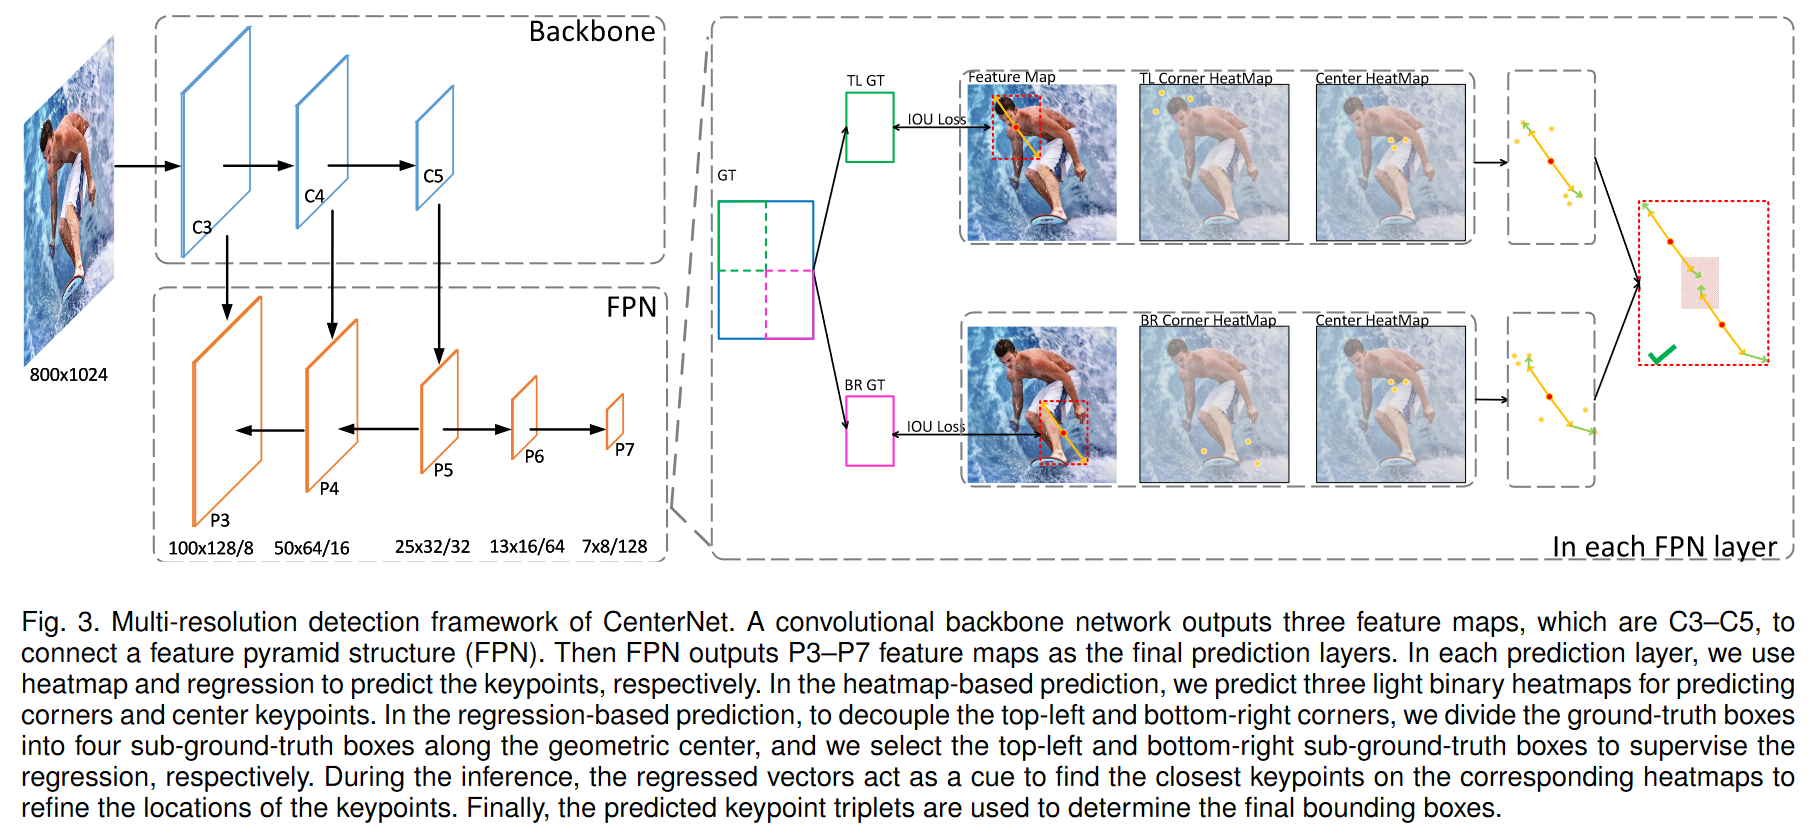 Backbone
C3
C4
C5
800x1024
FPN
P3
P4
P5
P6
P7
100x128/8 50x64/16 25x32/32 13x16/64 7x8/128
GT
TL GT
IOU Loss
Feature Map
TL Corner HeatMap
Center HeatMap
BR GT
IOU Loss
BR Corner HeatMap
Center HeatMap
In each FPN layer
Fig. 3. Multi-resolution detection framework of CenterNet. A convolutional backbone network outputs three feature maps, which are C3–C5, to
connect a feature pyramid structure (FPN). Then FPN outputs P3–P7 feature maps as the final prediction layers. In each prediction layer, we use
heatmap and regression to predict the keypoints, respectively. In the heatmap-based prediction, we predict three light binary heatmaps for predicting
corners and center keypoints. In the regression-based prediction, to decouple the top-left and bottom-right corners, we divide the ground-truth boxes
into four sub-ground-truth boxes along the geometric center, and we select the top-left and bottom-right sub-ground-truth boxes to supervise the
regression, respectively. During the inference, the regressed vectors act as a cue to find the closest keypoints on the corresponding heatmaps to
refine the locations of the keypoints. Finally, the predicted keypoint triplets are used to determine the final bounding boxes.